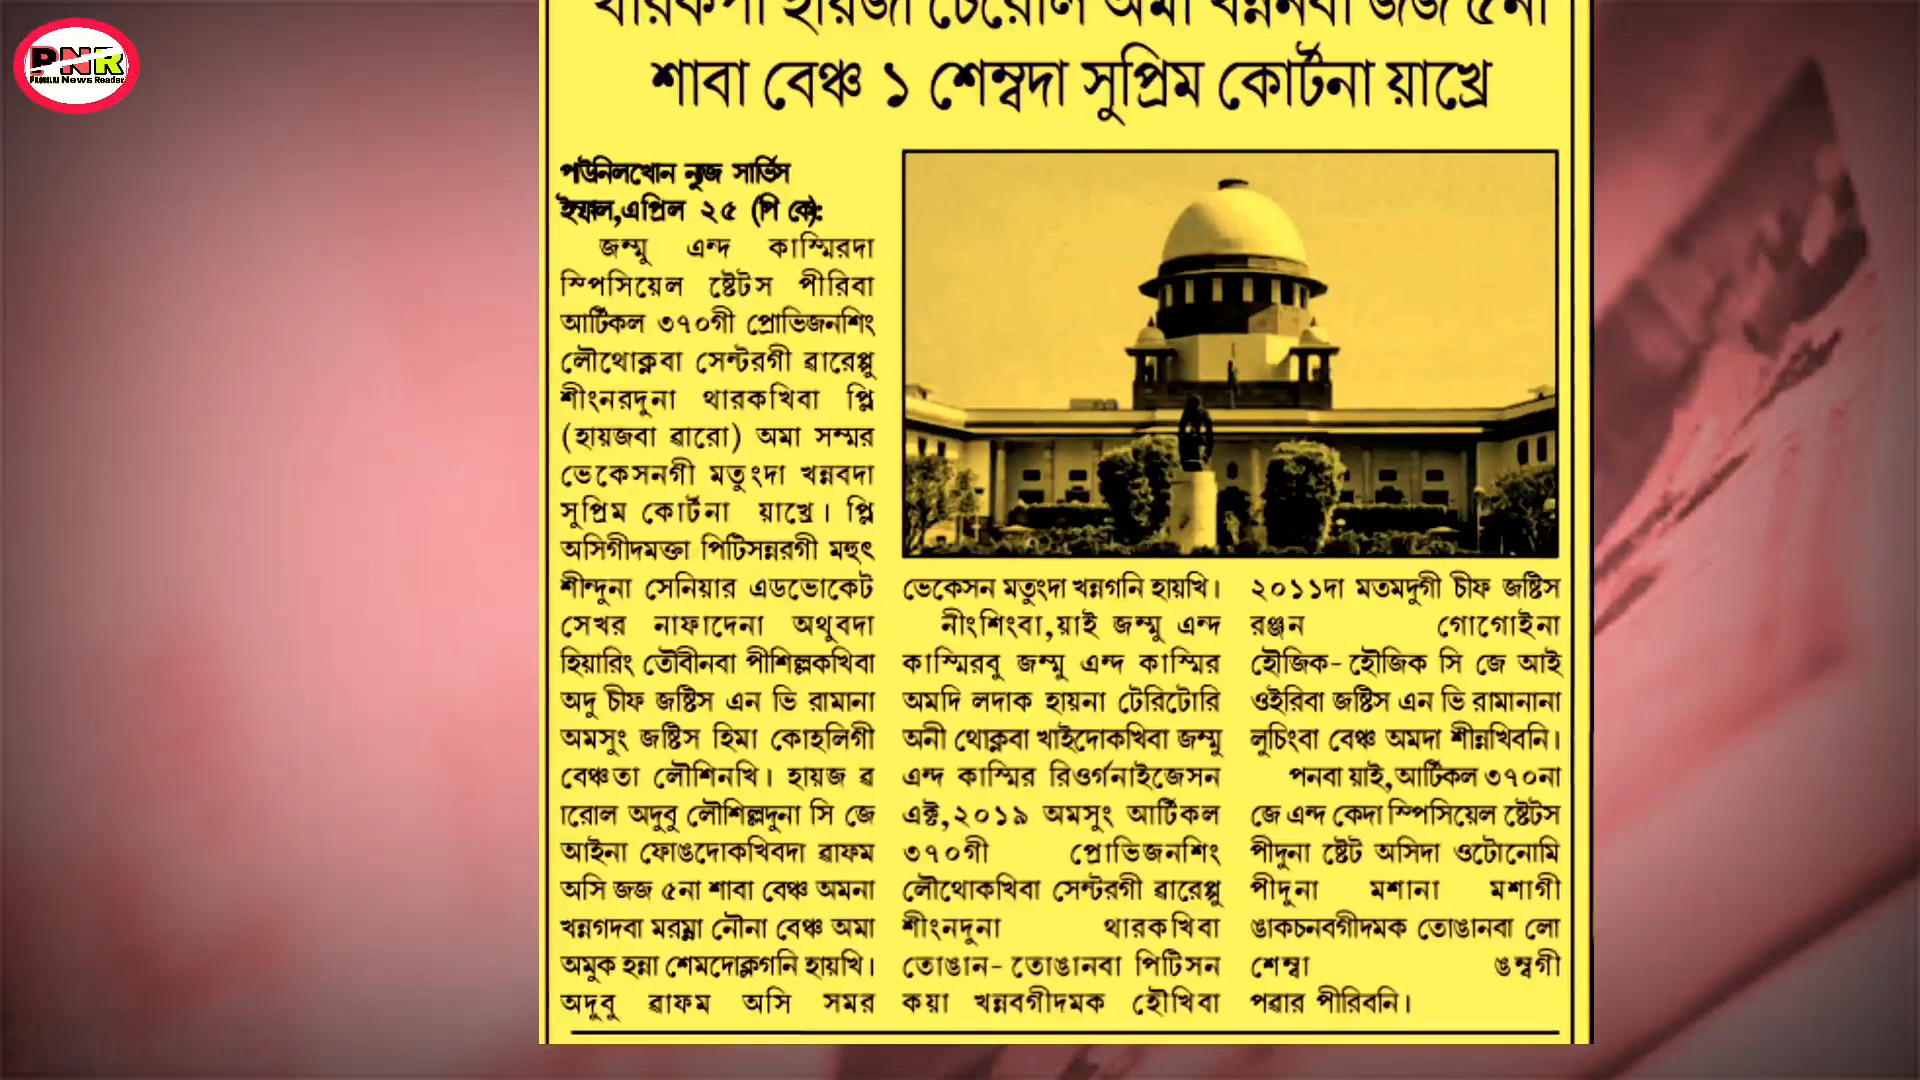 PNR
News Reader
শাবা বেঞ্চ ১ শেম্বদা সুপ্রিম কোর্টনা য়াখ্রে
পাউনিলখোন ন্যুজ সার্ভিস
ইম্ফাল,এপ্রিল ২৫ (পি কে):
জম্মু এন্দ কাস্মিরদা
স্পিসিয়েল ষ্টেটস পীরিবা
আর্টিকল ৩৭০গী প্রোভিজনশিং
লৌথোক্লবা সেন্টরগী ৱারেপ্পু
শীংনরদুনা থারকখিবা প্লি
(হায়জবা ৱারো) অমা সম্মর
ভেকেসনগী মতুংদা খন্নবদা
সুপ্রিম কোর্টনা য়াখ্রে। প্লি
অসিগীদমক্তা পিটিসন্নরগী মহুৎ
শীন্দুনা সেনিয়ার এডভোকেট
সেখর নাফাদেনা অথুবদা
হিয়ারিং তৌবীনবা পীশিল্লকখিবা
অদু চীফ জষ্টিস এন ভি রামানা
অমসুং জষ্টিস হিমা কোহলিগী
বেঞ্চতা লৌশিনখি। হায়জ ৱ
ারোল অদুবু লৌশিল্লদুনা সি জে
আইনা ফোঙদোকখিবদা ৱাফম
অসি জজ ৫না শাবা বেঞ্চ অমনা
খন্নগদবা মরম্না নৌনা বেঞ্চ অমা
অমুক হন্না শেমদোক্লগনি হায়খি।
অদুবু ৱাফম অসি সমর
ভেকেসন মতুংদা খন্নগনি হায়খি।
নীংশিংবা,য়াই জম্মু এন্দ
কাস্মিরবু জম্মু এন্দ কাস্মির
অমদি লদাক হায়না টেরিটোরি
অনী থোক্লবা খাইদোকখিবা জম্মু
এন্দ কাস্মির রিওর্গনাইজেসন
এক্ট,২০১৯ অমসুং আর্টিকল
৩৭০গী প্রোভিজনশিং
লৌথোকখিবা সেন্টরগী ৱারেপ্পু
শীংনদুনা থারকখিবা
তোঙান- তোঙানবা পিটিসন
কয়া খন্নবগীদমক হৌখিবা
২০১১দা মতমদুগী চীফ জষ্টিস
রঞ্জন গোগোইনা
হৌজিক- হৌজিক সি জে আই
ওইরিবা জষ্টিস এন ভি রামানানা
লুচিংবা বেঞ্চ অমদা শীন্নখিবনি।
পনবা য়াই,আর্টিকল ৩৭০না
জে এন্দ কেদা স্পিসিয়েল ষ্টেটস
পীদুনা ষ্টেট অসিদা ওটোনোমি
পীদুনা মশানা মশাগী
ঙাকচনবগীদমক তোঙানবা লো
শেম্বা ঙম্বগী
পৱার পীরিবনি।